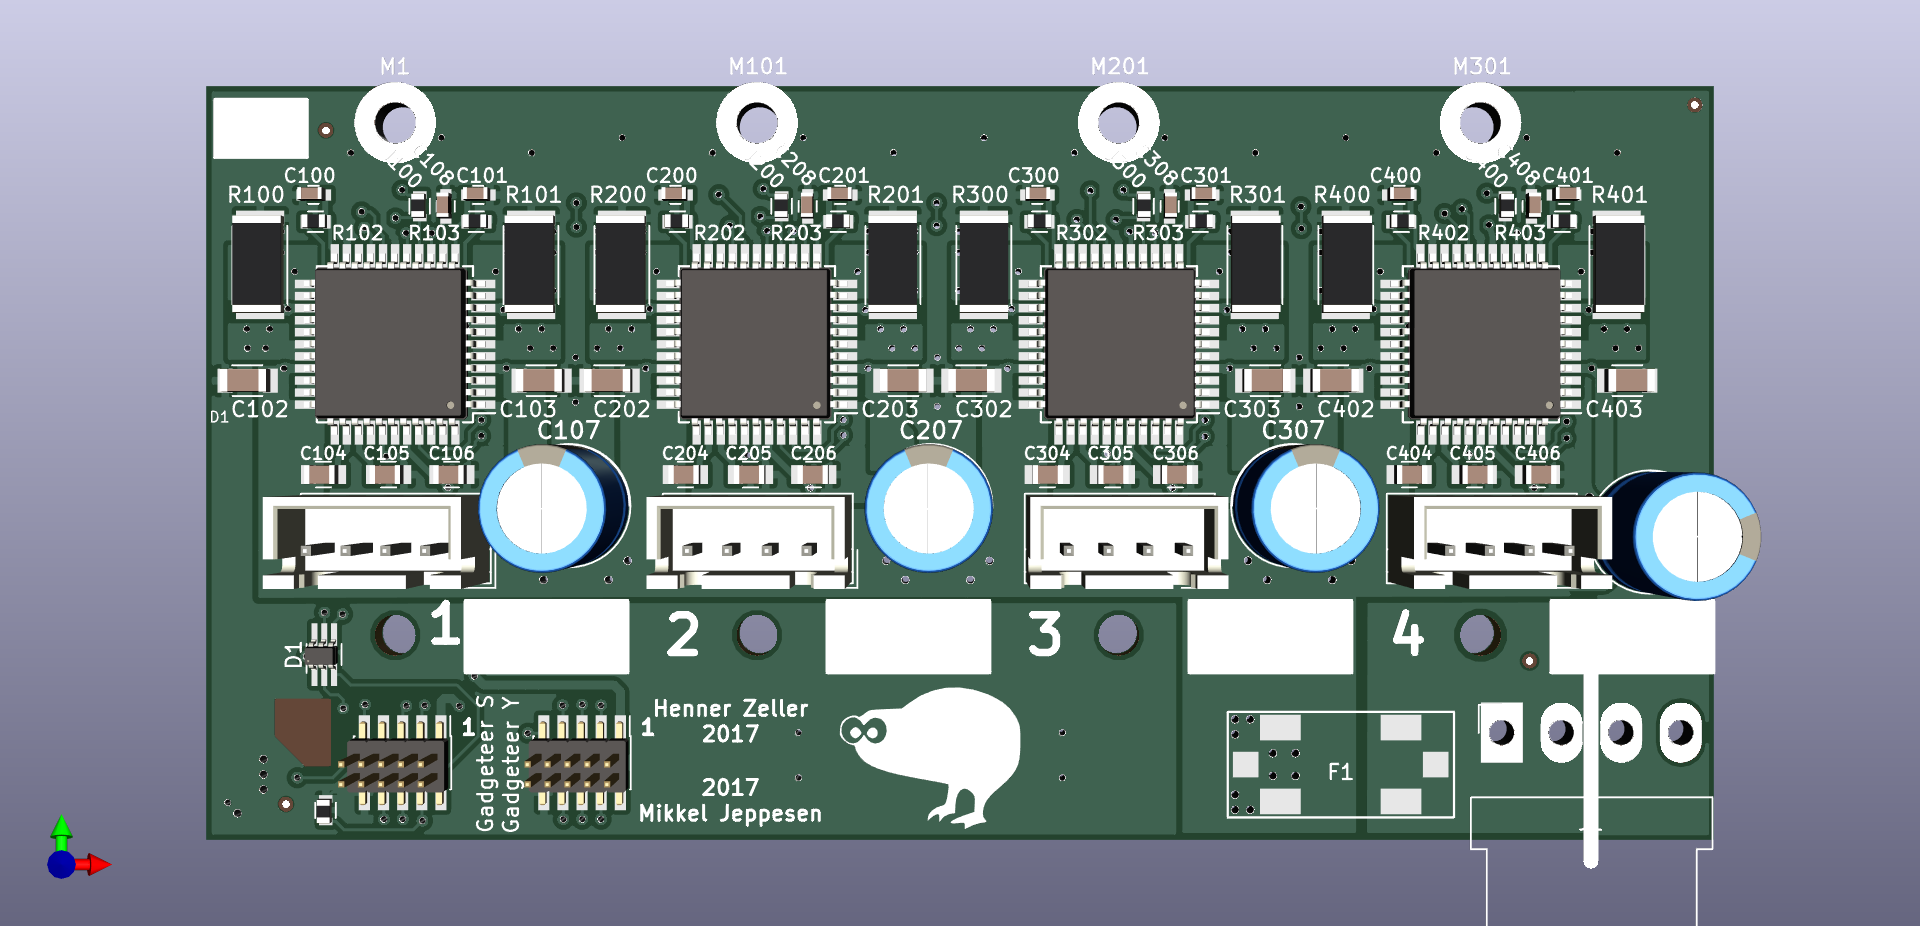 M1 M101 M201 M301
C100 C101 C200 C201 C300 C301 C400 C401
R100 R101 R200 R201 R300 R301 R400 R401
R102 R103 R202 R203 R302 R303 R402 R403
C102 C103 C202 C203 C302 C303 C402 C403
D1
C107 C207 C307
C104 C105 C106 C204 C205 C206 C304 C305 C306 C404 C405 C406
1 2 3 4
D1
Gadgeteer S
Gadgeteer Y
1 1
Henner Zeller
2017
2017
Mikkel Jeppesen
F1